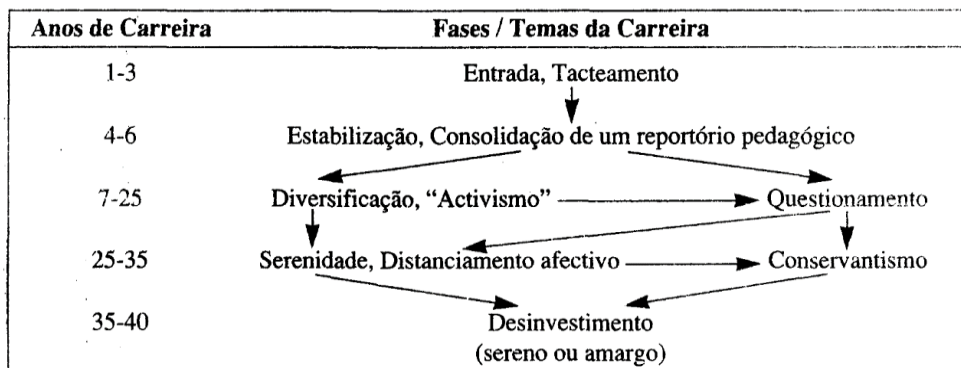 Anos de Carreira Fases / Temas da Carreira
1-3 Entrada, Tacteamento
4-6 Estabilização, Consolidação de um reportório pedagógico
7-25 Diversificação, “Activismo” Questionamento
25-35 Serenidade, Distanciamento afectivo Conservantismo
35-40 Desinvestimento
(sereno ou amargo)